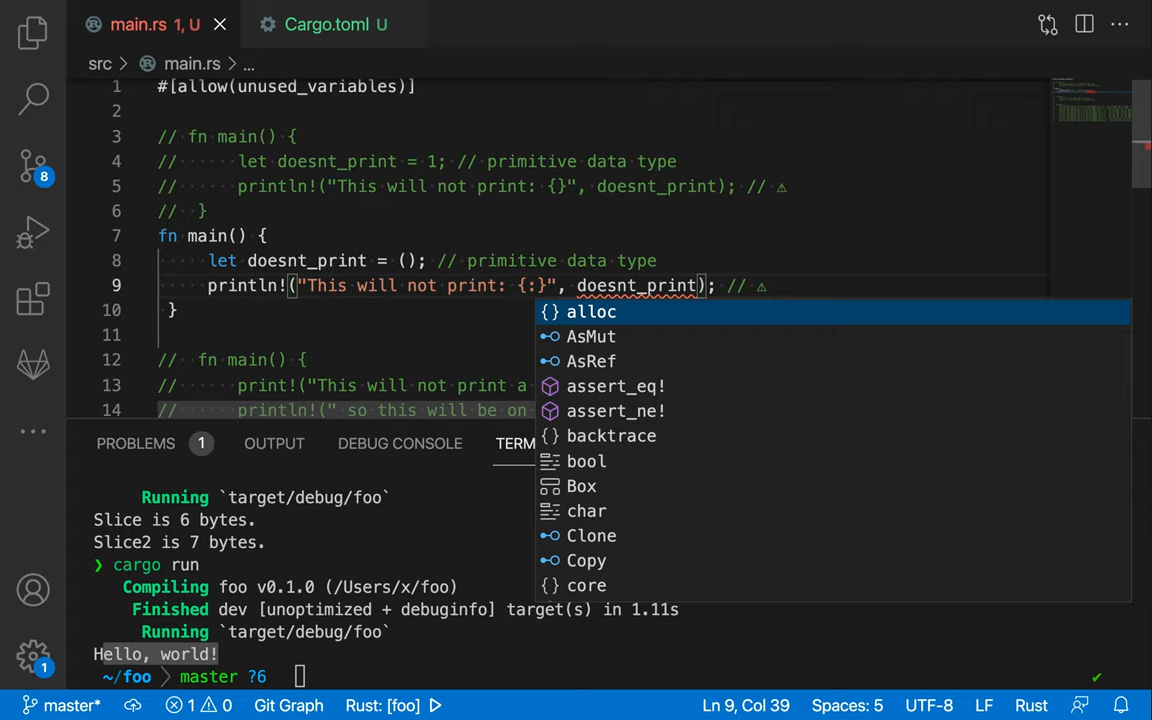 main.rs 1, U
Cargo.toml U
src > main.rs > ...
1 #[allow(unused_variables)]
2
3 // fn main() {
4 //      let doesnt_print = 1; // primitive data type
5 //      println!("This will not print: {}", doesnt_print); // ⚠
6 //  }
7 fn main() {
8      let doesnt_print = (); // primitive data type
9      println!("This will not print: {:}", doesnt_print); // ⚠
10  }
11
12 //  fn main() {
13 //      print!("This will not print a
14 //      println!(" so this will be on
alloc
AsMut
AsRef
assert_eq!
assert_ne!
backtrace
bool
Box
char
Clone
Copy
core
8
PROBLEMS 1 OUTPUT DEBUG CONSOLE TERM
Running `target/debug/foo`
Slice is 6 bytes.
Slice2 is 7 bytes.
❯ cargo run
Compiling foo v0.1.0 (/Users/x/foo)
Finished dev [unoptimized + debuginfo] target(s) in 1.11s
Running `target/debug/foo`
Hello, world!
~/foo > master ?6
1
master* 1 0 Git Graph Rust: [foo] Ln 9, Col 39 Spaces: 5 UTF-8 LF Rust